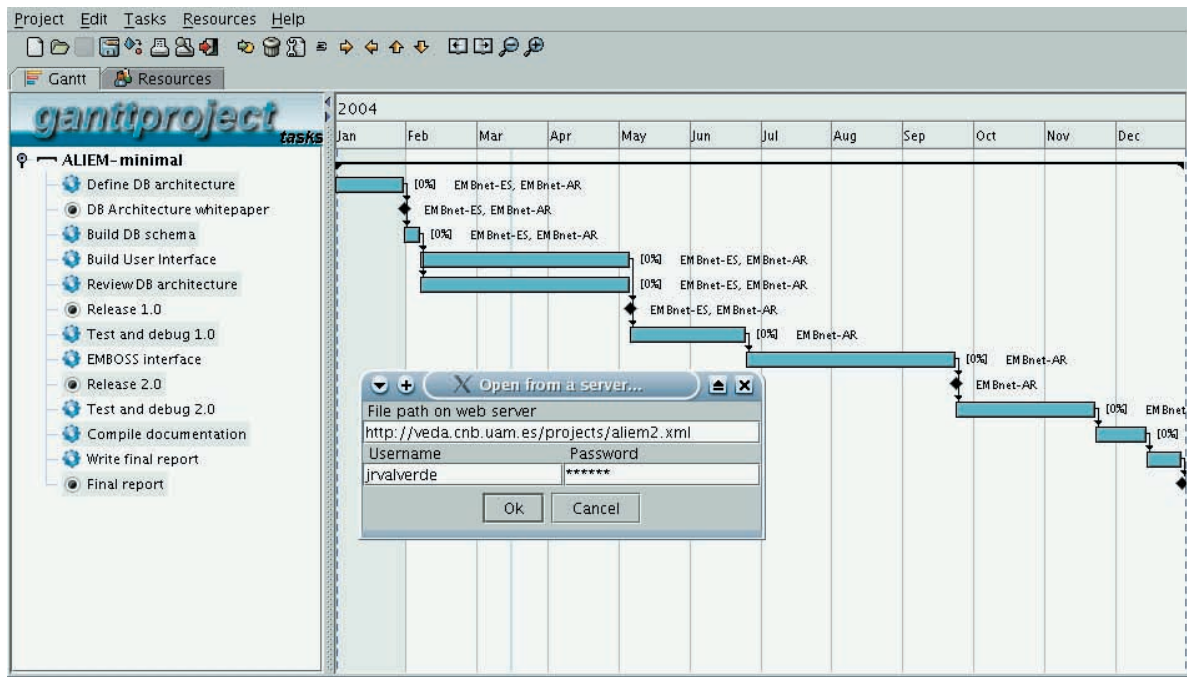 Project Edit Tasks Resources Help
Gantt Resources
ganttproject
tasks
2004
Jan Feb Mar Apr May Jun Jul Aug Sep Oct Nov Dec
ALIEM-minimal
Define DB architecture [0%] EMBnet-ES, EMBnet-AR
DB Architecture whitepaper EMBnet-ES, EMBnet-AR
Build DB schema [0%] EMBnet-ES, EMBnet-AR
Build User Interface [0%] EMBnet-ES, EMBnet-AR
Review DB architecture [0%] EMBnet-ES, EMBnet-AR
Release 1.0 EMBnet-ES, EMBnet-AR
Test and debug 1.0 [0%] EMBnet-AR
EMBOSS interface [0%] EMBnet-AR
Release 2.0 EMBnet-AR
Test and debug 2.0 [0%] EMBnet
Compile documentation [0%]
Write final report
Final report
X Open from a server...
File path on web server
http://veda.cnb.uam.es/projects/aliem2.xml
Username Password
jrvalverde ******
Ok Cancel